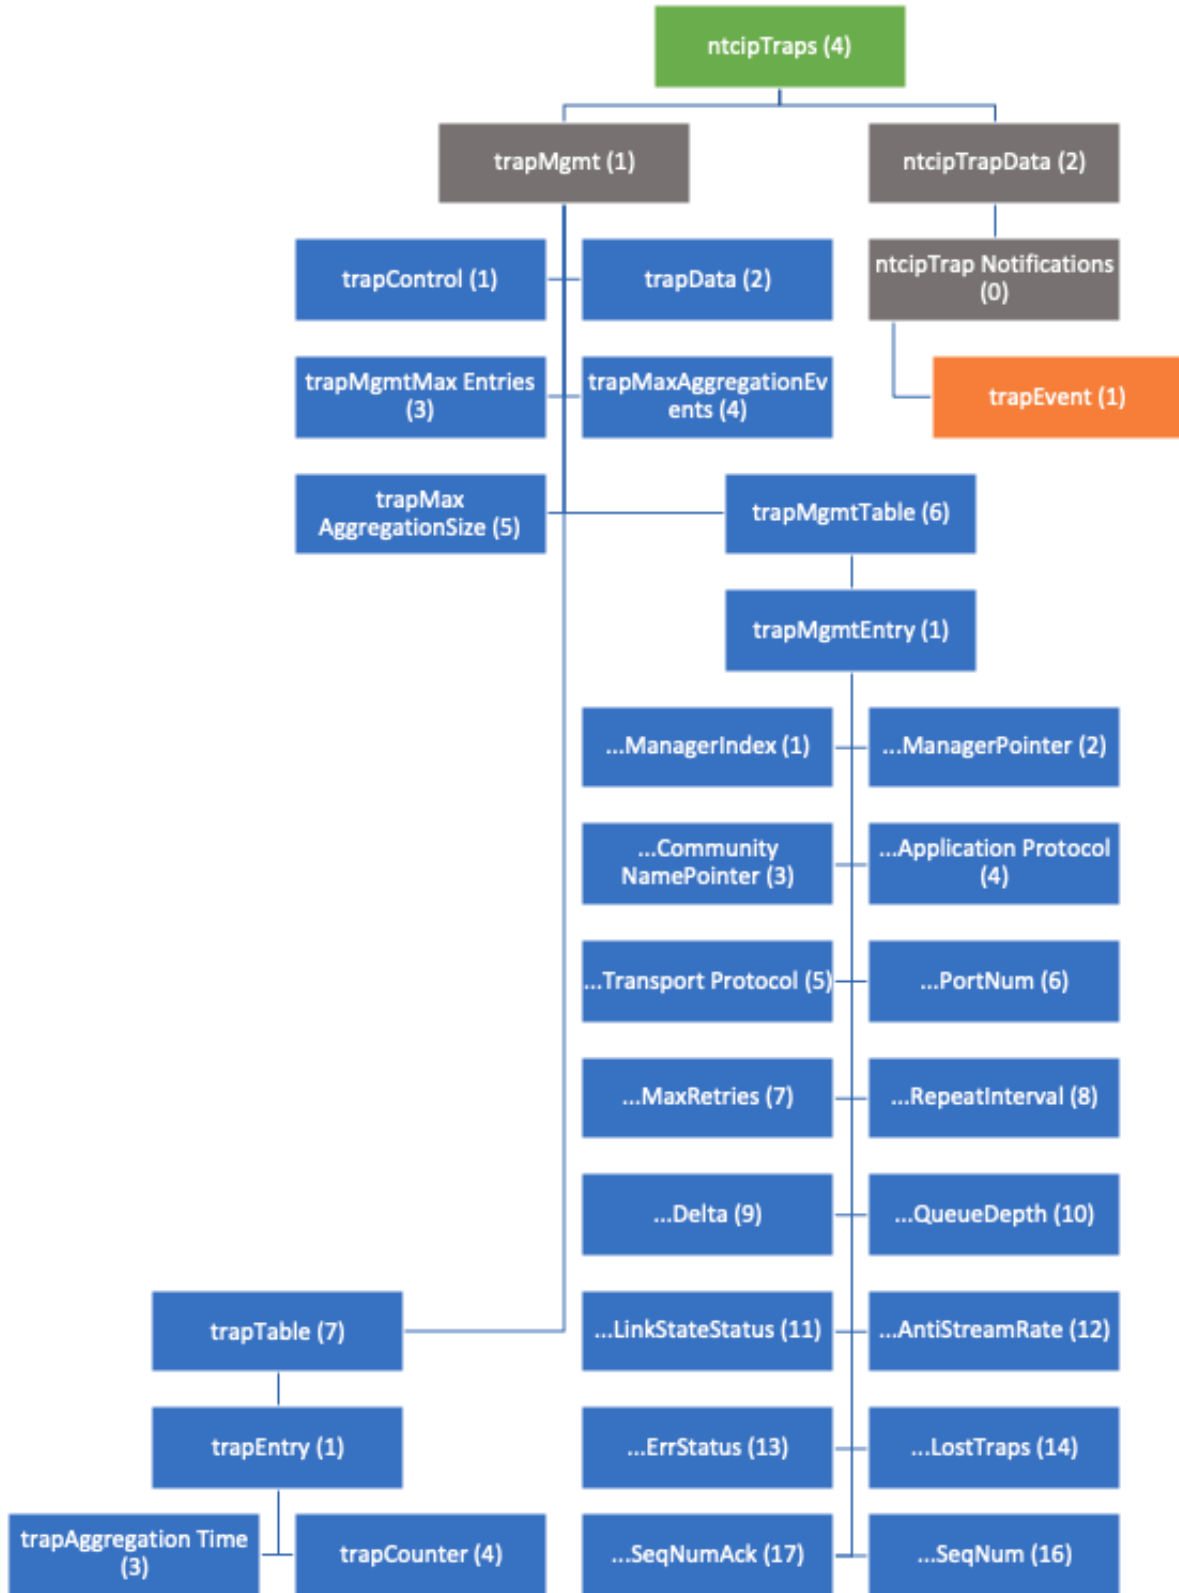 ntcipTraps (4)
trapMgmt (1)
ntcipTrapData (2)
trapControl (1)
trapData (2)
ntcipTrap Notifications
(0)
trapMgmtMax Entries
(3)
trapMaxAggregationEv
ents (4)
trapEvent (1)
trapMax
AggregationSize (5)
trapMgmtTable (6)
trapMgmtEntry (1)
...ManagerIndex (1)
...ManagerPointer (2)
...Community
NamePointer (3)
...Application Protocol
(4)
...Transport Protocol (5)
...PortNum (6)
...MaxRetries (7)
...RepeatInterval (8)
...Delta (9)
...QueueDepth (10)
trapTable (7)
...LinkStateStatus (11)
...AntiStreamRate (12)
trapEntry (1)
...ErrStatus (13)
...LostTraps (14)
trapAggregation Time
(3)
trapCounter (4)
...SeqNumAck (17)
...SeqNum (16)